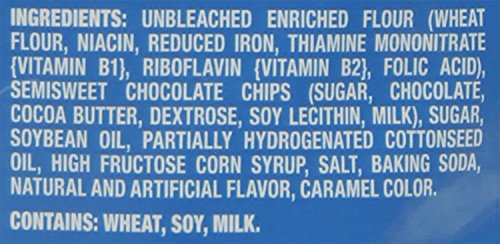 INGREDIENTS: UNBLEACHED ENRICHED FLOUR (WHEAT
FLOUR, NIACIN, REDUCED IRON, THIAMINE MONONITRATE
{VITAMIN B1}, RIBOFLAVIN {VITAMIN B2}, FOLIC ACID),
SEMISWEET CHOCOLATE CHIPS (SUGAR, CHOCOLATE,
COCOA BUTTER, DEXTROSE, SOY LECITHIN, MILK), SUGAR,
SOYBEAN OIL, PARTIALLY HYDROGENATED COTTONSEED
OIL, HIGH FRUCTOSE CORN SYRUP, SALT, BAKING SODA,
NATURAL AND ARTIFICIAL FLAVOR, CARAMEL COLOR.
CONTAINS: WHEAT, SOY, MILK.